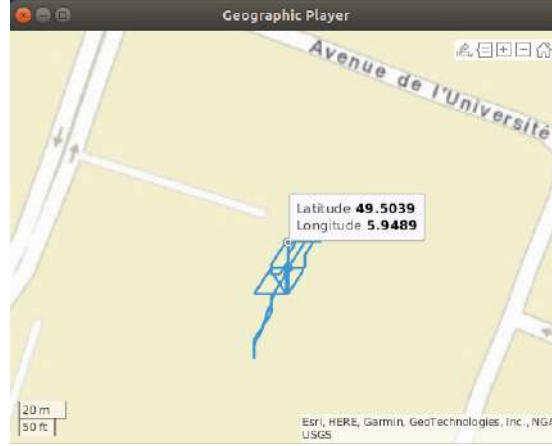 Geographic Player
Avenue de l'Université
Latitude 49.5039
Longitude 5.9489
20 m
50 ft
Esri, HERE, Garmin, GeoTechnologies, Inc., NGA
USGS